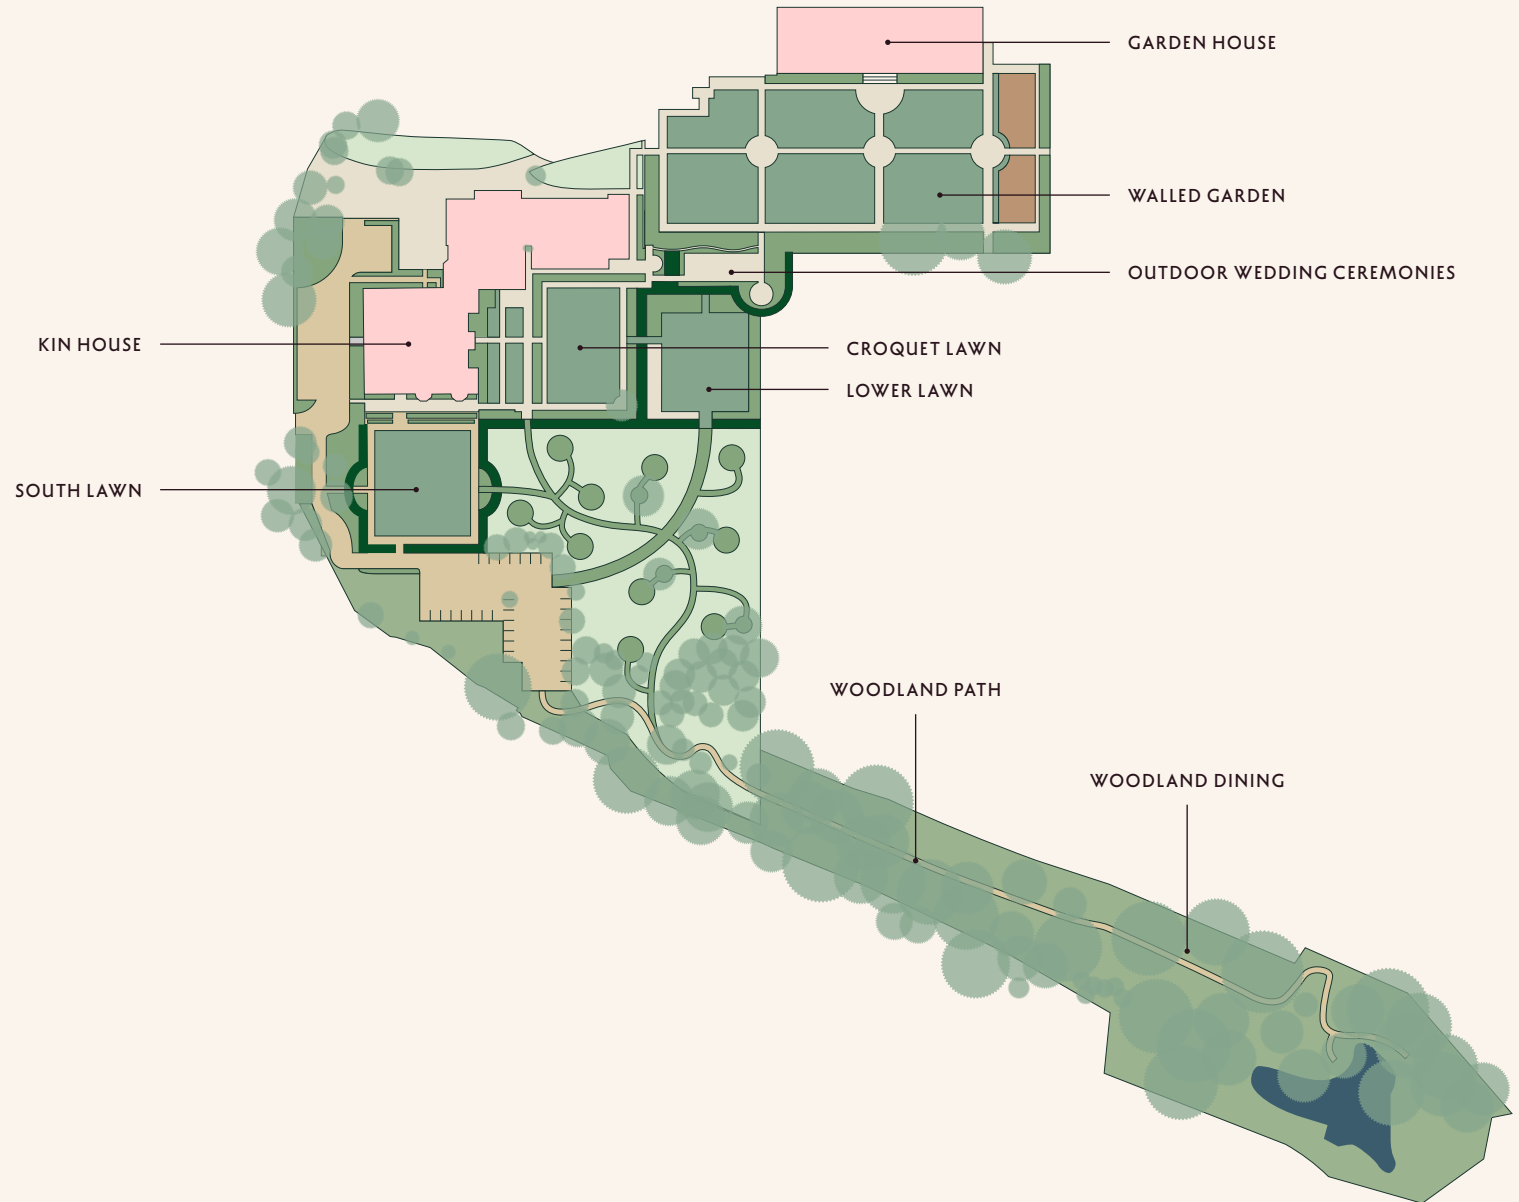 GARDEN HOUSE
WALLED GARDEN
OUTDOOR WEDDING CEREMONIES
KIN HOUSE
CROQUET LAWN
LOWER LAWN
SOUTH LAWN
WOODLAND PATH
WOODLAND DINING